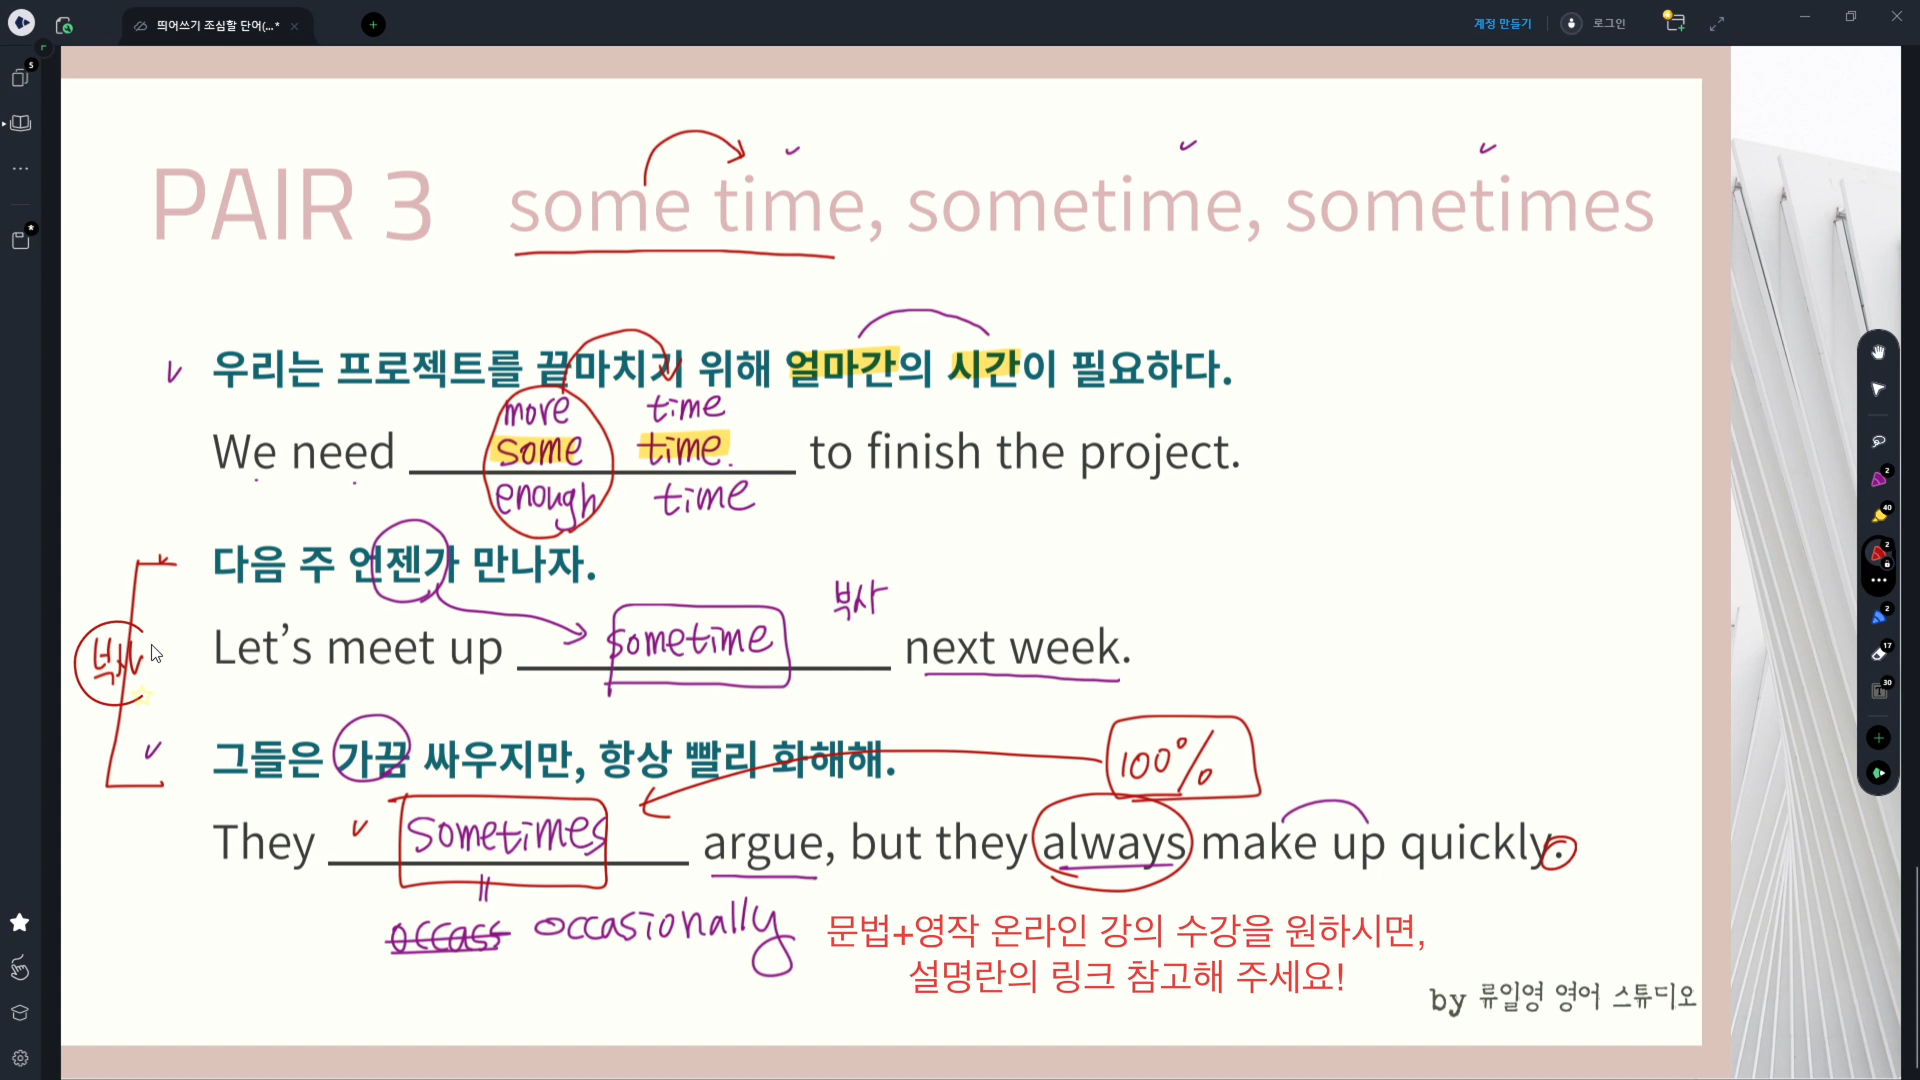 띄어쓰기 조심할 단어(...*
계정 만들기
로그인
PAIR 3 some time, sometime, sometimes
우리는 프로젝트를 끝마치기 위해 얼마간의 시간이 필요하다.
more time
We need some time to finish the project.
enough time
다음 주 언젠가 만나자.
부사
Let's meet up sometime next week.
부사
100%
그들은 가끔 싸우지만, 항상 빨리 화해해.
They Sometimes argue, but they always make up quickly.
occass occasionally
문법+영작 온라인 강의 수강을 원하시면,
설명란의 링크 참고해 주세요!
by 류일영 영어 스튜디오
5
2
40
2
2
17
30